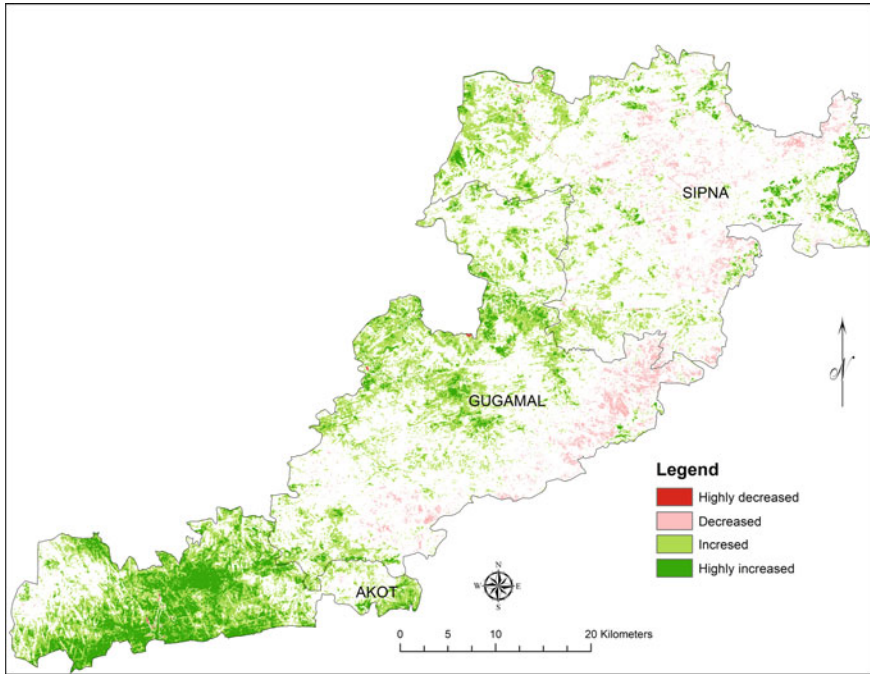 SIPNA
GUGAMAL
AKOT
N
Legend
Highly decreased
Decreased
Incresed
Highly increased
N
W E
S
0 5 10 20 Kilometers